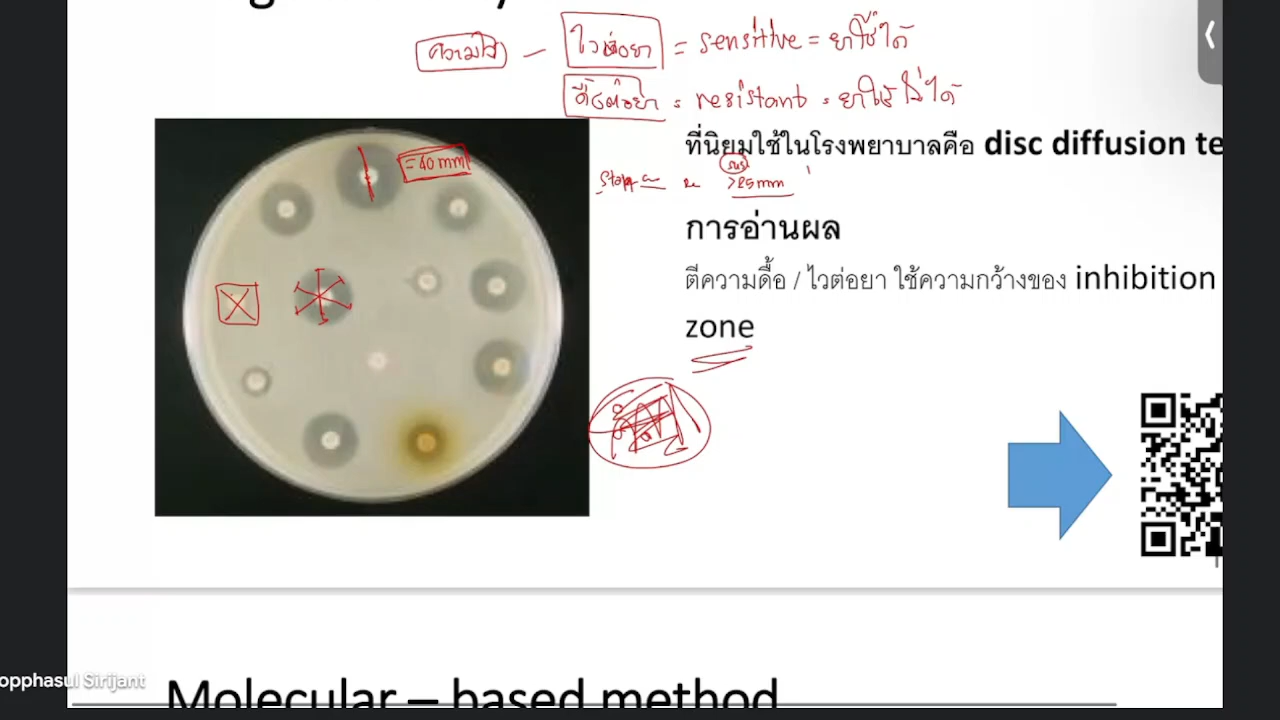 ความไว – ไวต่อยา = sensitive = ยาใช้ได้
ดื้อต่อยา = resistant = ยาใช้ไม่ได้
= 40 mm
ที่นิยมใช้ในโรงพยาบาลคือ disc diffusion te
>25 mm
การอ่านผล
ตีความดื้อ / ไวต่อยา ใช้ความกว้างของ inhibition
zone
opphasul Sirijant
Molecular – based method